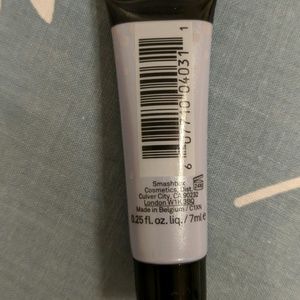 6 07710 04031 1
Smashbox
Cosmetics, Dist.
Culver City, CA 90232
London W1K 3BQ
Made in Belgium / C1XN
0.25 fl. oz. liq. / 7ml e